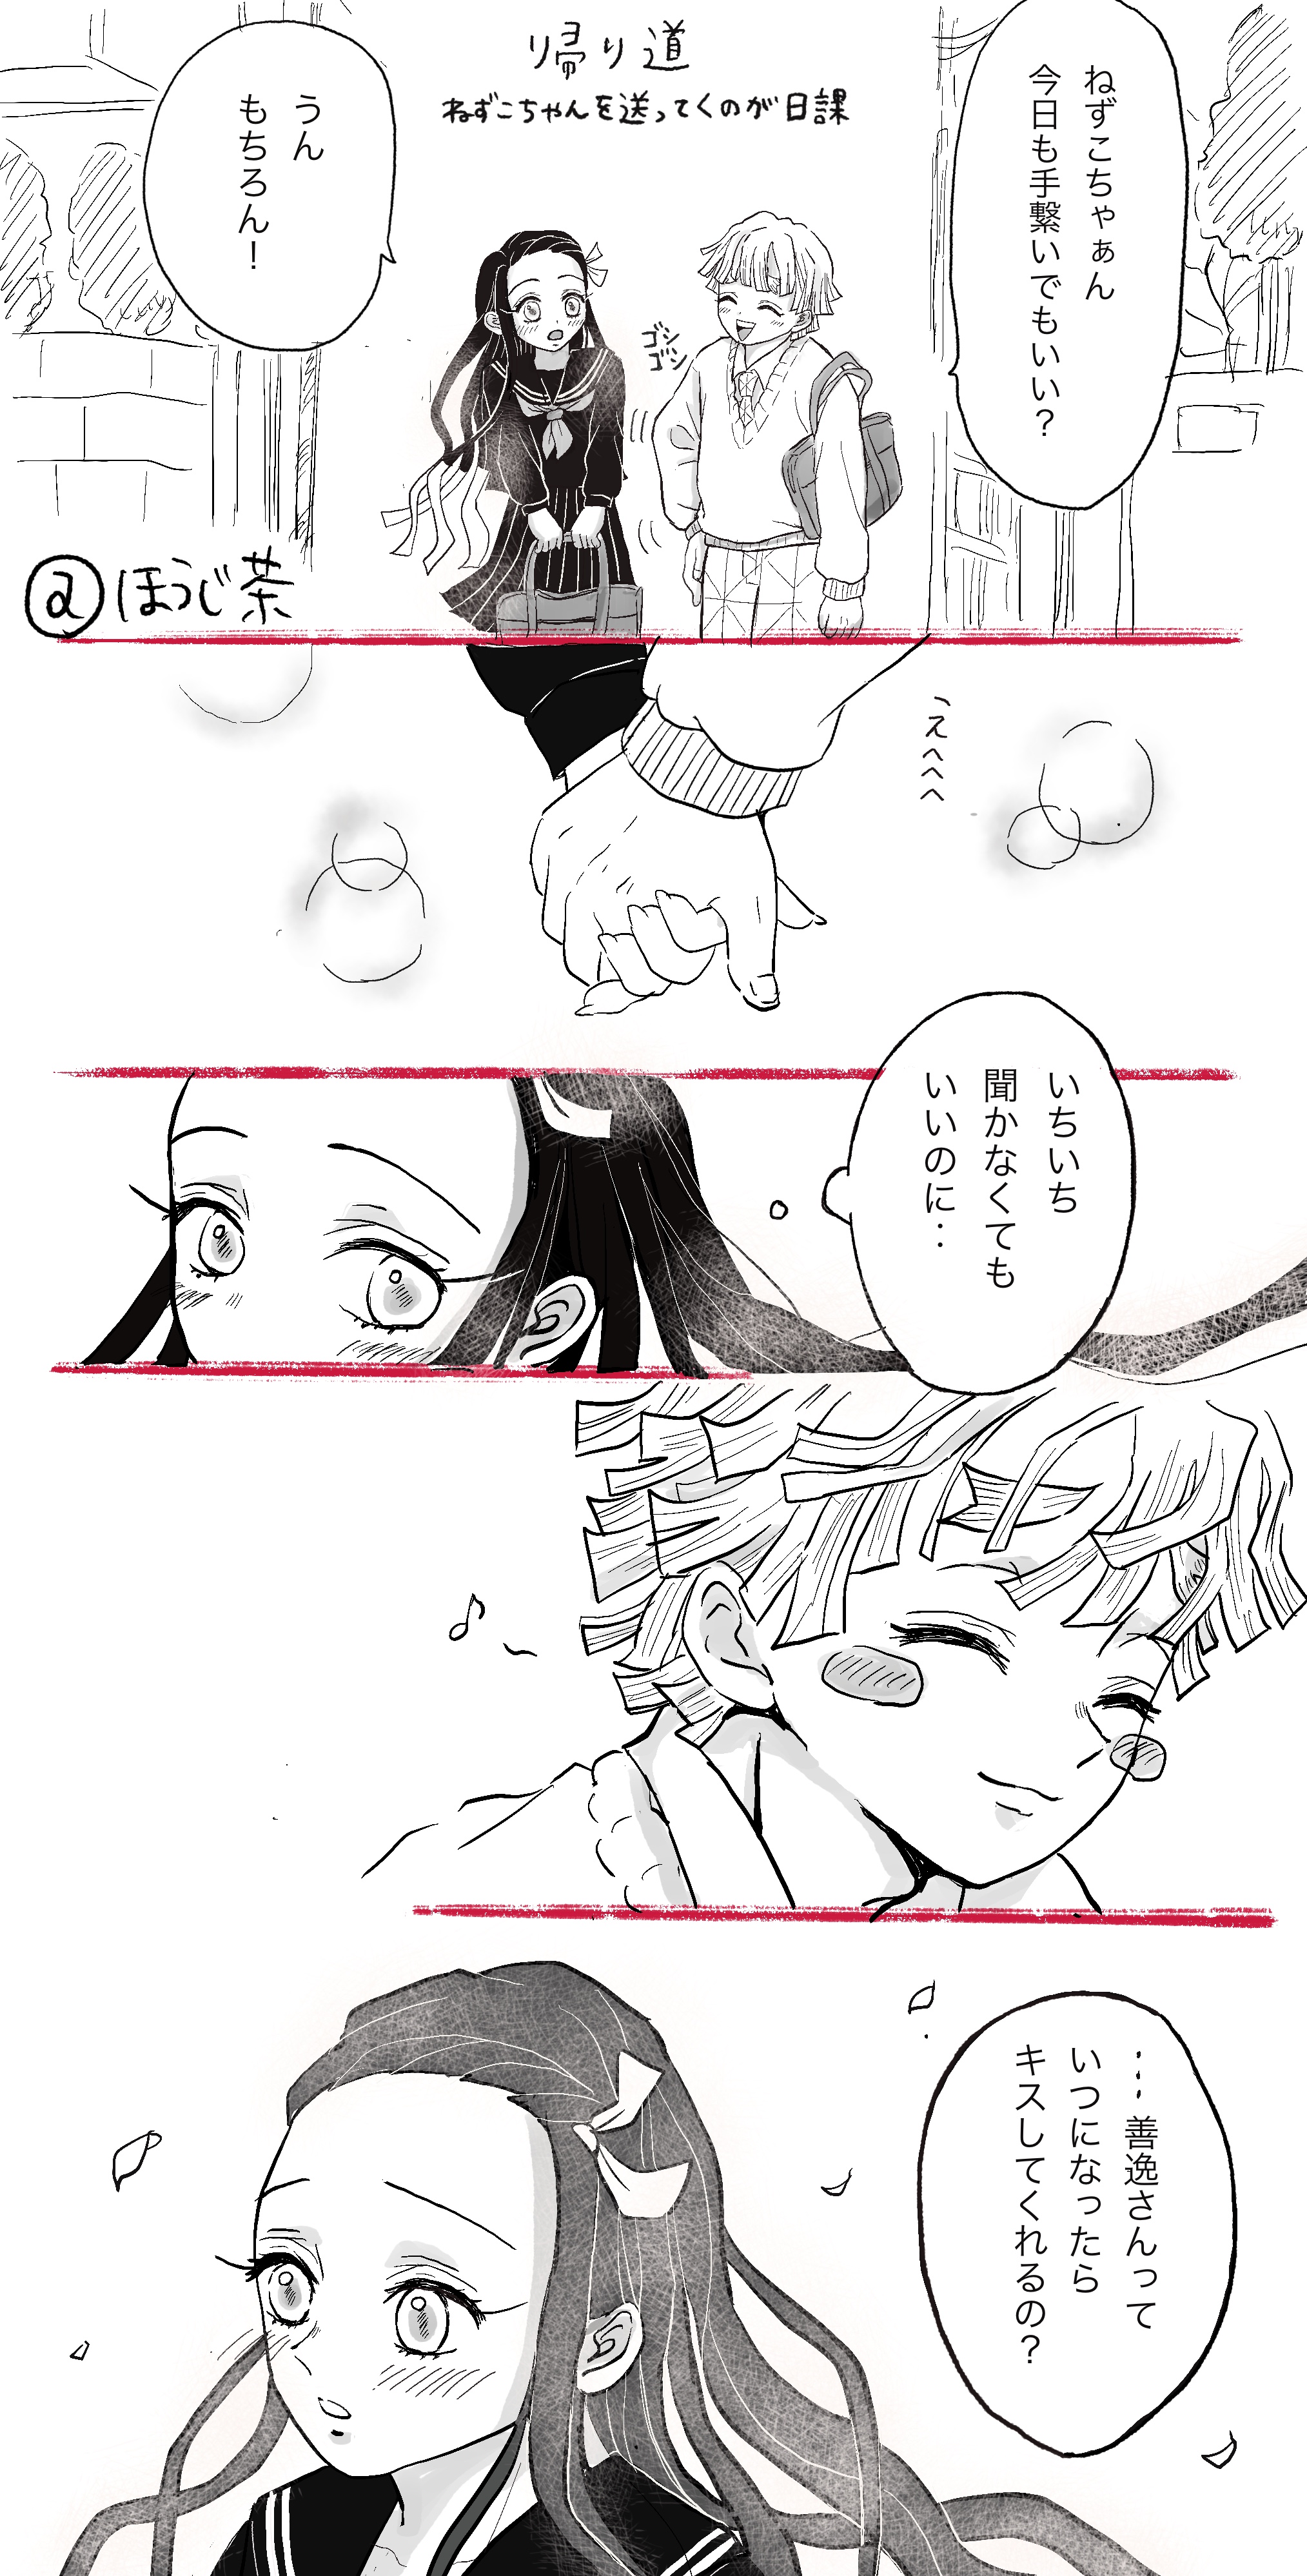 帰り道
ねずこちゃんを送ってくのが日課
ねずこちゃぁん
今日も手繋いでもいい？
ゴシ
ゴシ
うん
もちろん！
@ほうじ茶
えへへへ
いちいち
聞かなくても
いいのに‥
♪〜
…善逸さんって
いつになったら
キスしてくれるの？